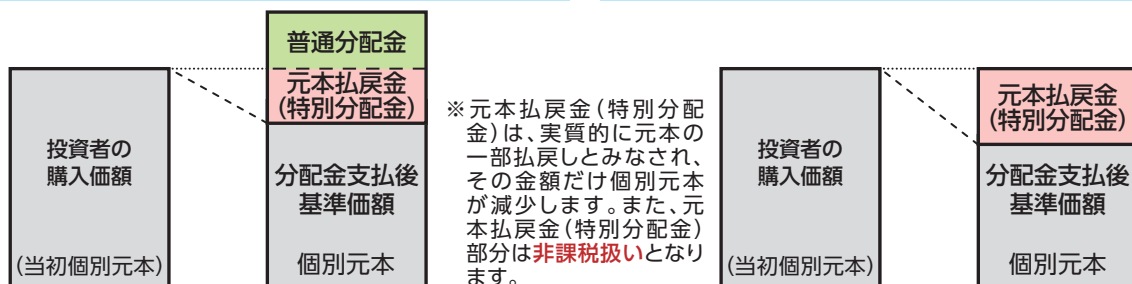 投資者の
購入価額
(当初個別元本)
普通分配金
元本払戻金
(特別分配金)
分配金支払後
基準価額
個別元本
※元本払戻金(特別分配
金)は、実質的に元本の
一部払戻しとみなされ、
その金額だけ個別元本
が減少します。また、元
本払戻金(特別分配金)
部分は非課税扱いとなり
ます。
投資者の
購入価額
(当初個別元本)
元本払戻金
(特別分配金)
分配金支払後
基準価額
個別元本